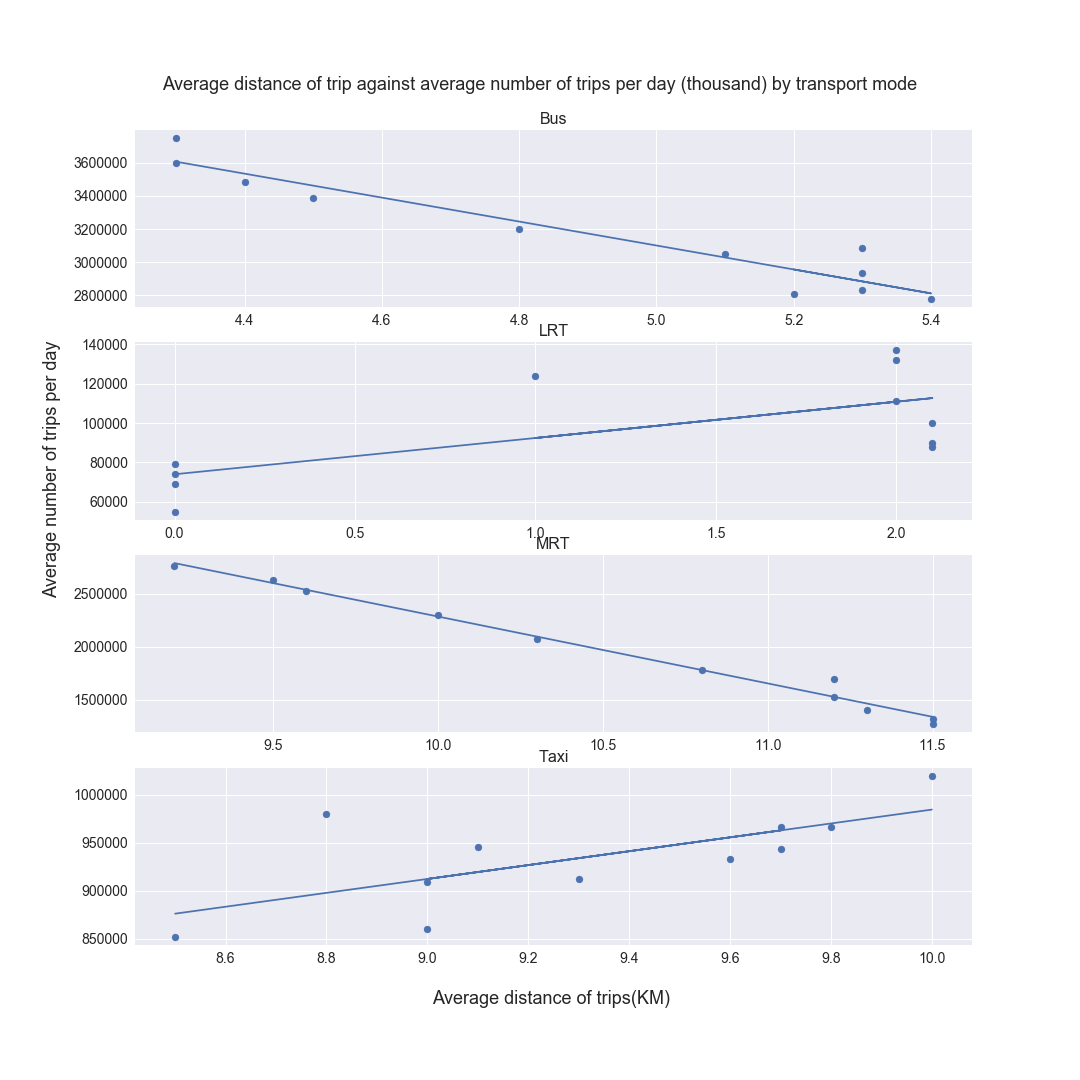 Average distance of trip against average number of trips per day (thousand) by transport mode
Bus
3600000
3400000
3200000
3000000
2800000
4.4 4.6 4.8 5.0 5.2 5.4
LRT
140000
120000
100000
80000
60000
0.0 0.5 1.0 1.5 2.0
MRT
2500000
2000000
1500000
9.5 10.0 10.5 11.0 11.5
Taxi
1000000
950000
900000
850000
8.6 8.8 9.0 9.2 9.4 9.6 9.8 10.0
Average number of trips per day
Average distance of trips(KM)